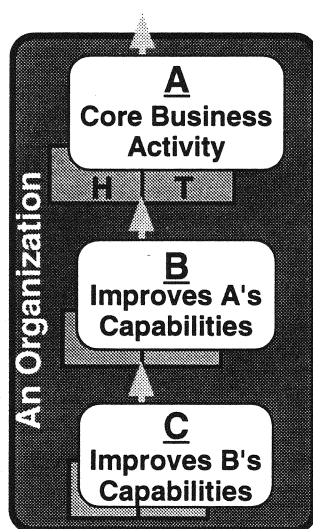 A
Core Business
Activity
H T
An Organization
B
Improves A's
Capabilities
C
Improves B's
Capabilities